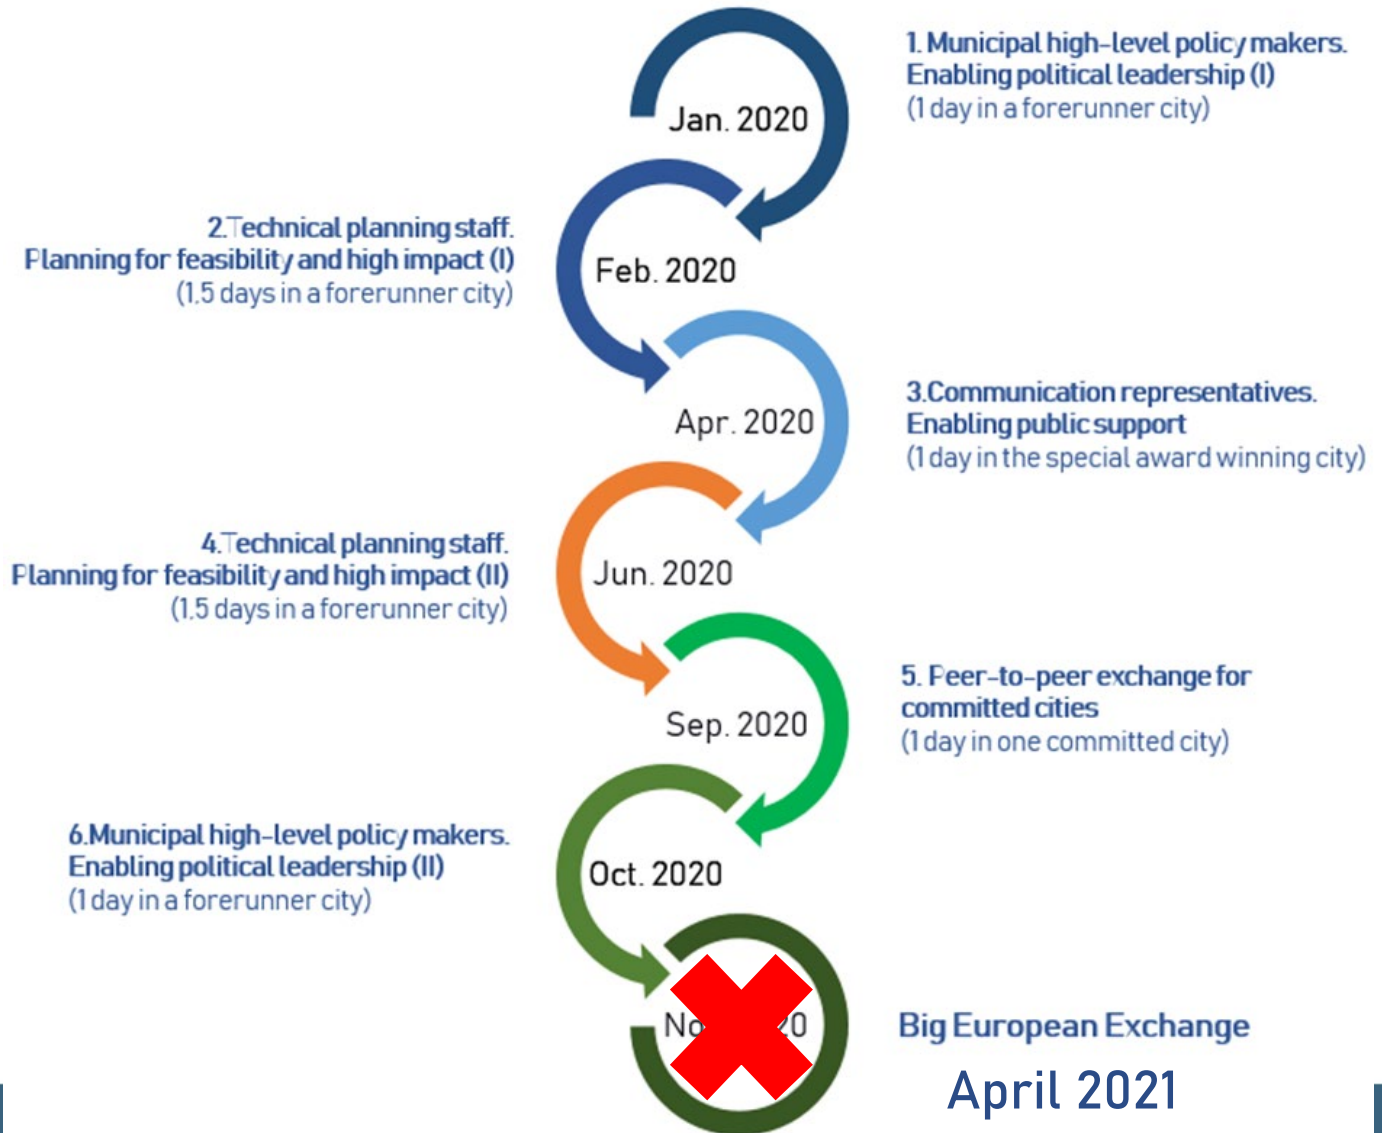 Jan. 2020
1. Municipal high-level policy makers.
Enabling political leadership (I)
(1 day in a forerunner city)
2.Technical planning staff.
Planning for feasibility and high impact (I)
(1,5 days in a forerunner city)
Feb. 2020
Apr. 2020
3.Communication representatives.
Enabling public support
(1 day in the special award winning city)
4.Technical planning staff.
Planning for feasibility and high impact (II)
(1,5 days in a forerunner city)
Jun. 2020
Sep. 2020
5. Peer-to-peer exchange for
committed cities
(1 day in one committed city)
6.Municipal high-level policy makers.
Enabling political leadership (II)
(1 day in a forerunner city)
Oct. 2020
Big European Exchange
April 2021